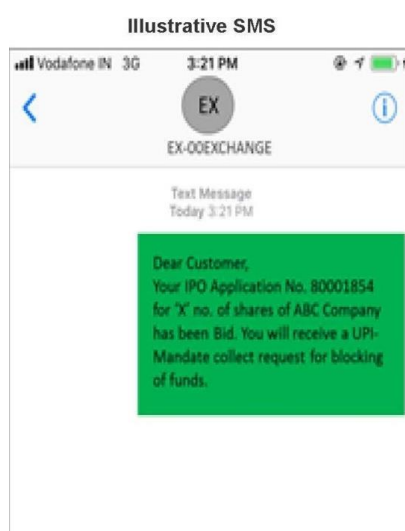 Illustrative SMS
Vodafone IN 3G 3:21 PM
EX
EX-00EXCHANGE
Text Message
Today 3:21 PM
Dear Customer,
Your IPO Application No. 80001854
for 'X' no. of shares of ABC Company
has been Bid. You will receive a UPI-
Mandate collect request for blocking
of funds.